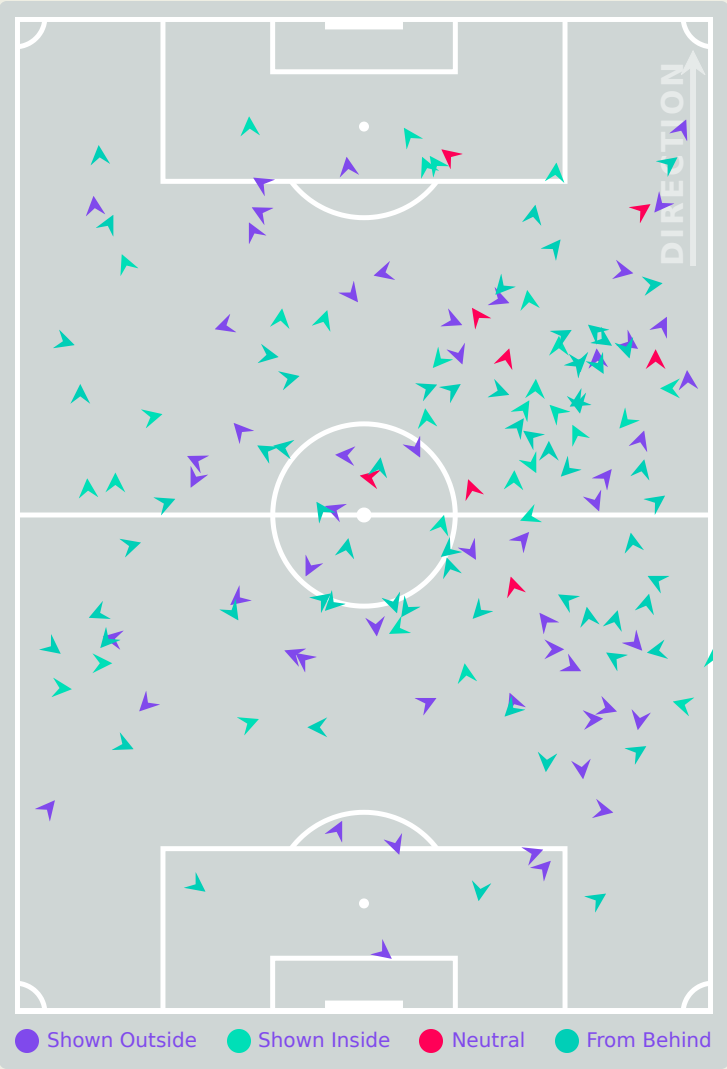 DIRECTION
Shown Outside
Shown Inside
Neutral
From Behind